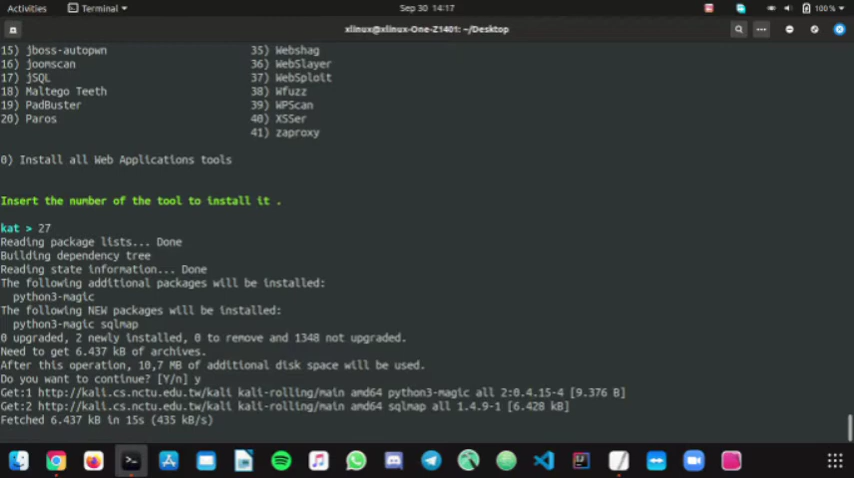 Activities Terminal Sep 30 14:17 100 %
xlinux@xlinux-One-Z1401: ~/Desktop
15) jboss-autopwn 35) Webshag
16) joomscan 36) WebSlayer
17) jSQL 37) WebSploit
18) Maltego Teeth 38) Wfuzz
19) PadBuster 39) WPScan
20) Paros 40) XSSer
41) zaproxy
0) Install all Web Applications tools
Insert the number of the tool to install it .
kat > 27
Reading package lists... Done
Building dependency tree
Reading state information... Done
The following additional packages will be installed:
python3-magic
The following NEW packages will be installed:
python3-magic sqlmap
0 upgraded, 2 newly installed, 0 to remove and 1348 not upgraded.
Need to get 6.437 kB of archives.
After this operation, 10,7 MB of additional disk space will be used.
Do you want to continue? [Y/n] y
Get:1 http://kali.cs.nctu.edu.tw/kali kali-rolling/main amd64 python3-magic all 2:0.4.15-4 [9.376 B]
Get:2 http://kali.cs.nctu.edu.tw/kali kali-rolling/main amd64 sqlmap all 1.4.9-1 [6.428 kB]
Fetched 6.437 kB in 15s (435 kB/s)